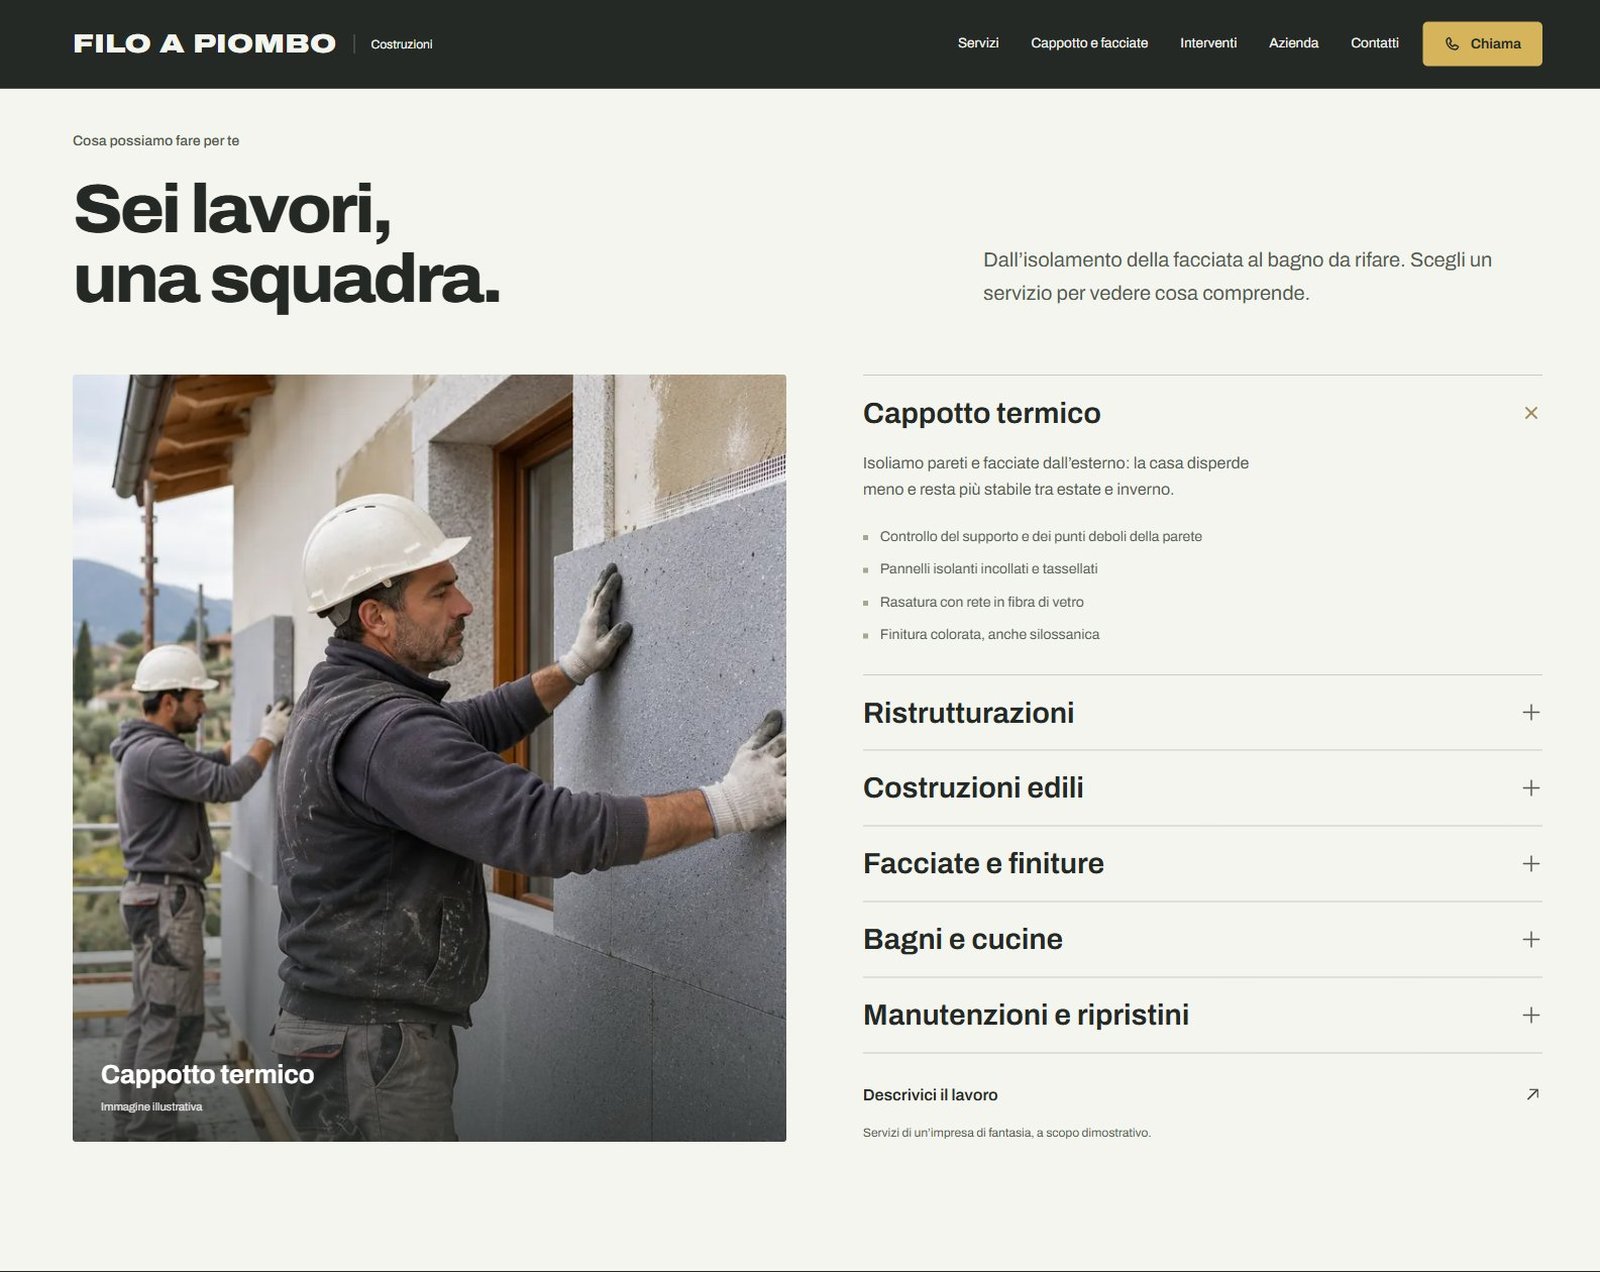 FILO A PIOMBO
Costruzioni
Servizi
Cappotto e facciate
Interventi
Azienda
Contatti
Chiama
Cosa possiamo fare per te
Sei lavori,
una squadra.
Dall’isolamento della facciata al bagno da rifare. Scegli un
servizio per vedere cosa comprende.
Cappotto termico
Immagine illustrativa
Cappotto termico
Isoliamo pareti e facciate dall’esterno: la casa disperde
meno e resta più stabile tra estate e inverno.
Controllo del supporto e dei punti deboli della parete
Pannelli isolanti incollati e tassellati
Rasatura con rete in fibra di vetro
Finitura colorata, anche silossanica
Ristrutturazioni
Costruzioni edili
Facciate e finiture
Bagni e cucine
Manutenzioni e ripristini
Descrivici il lavoro
Servizi di un’impresa di fantasia, a scopo dimostrativo.